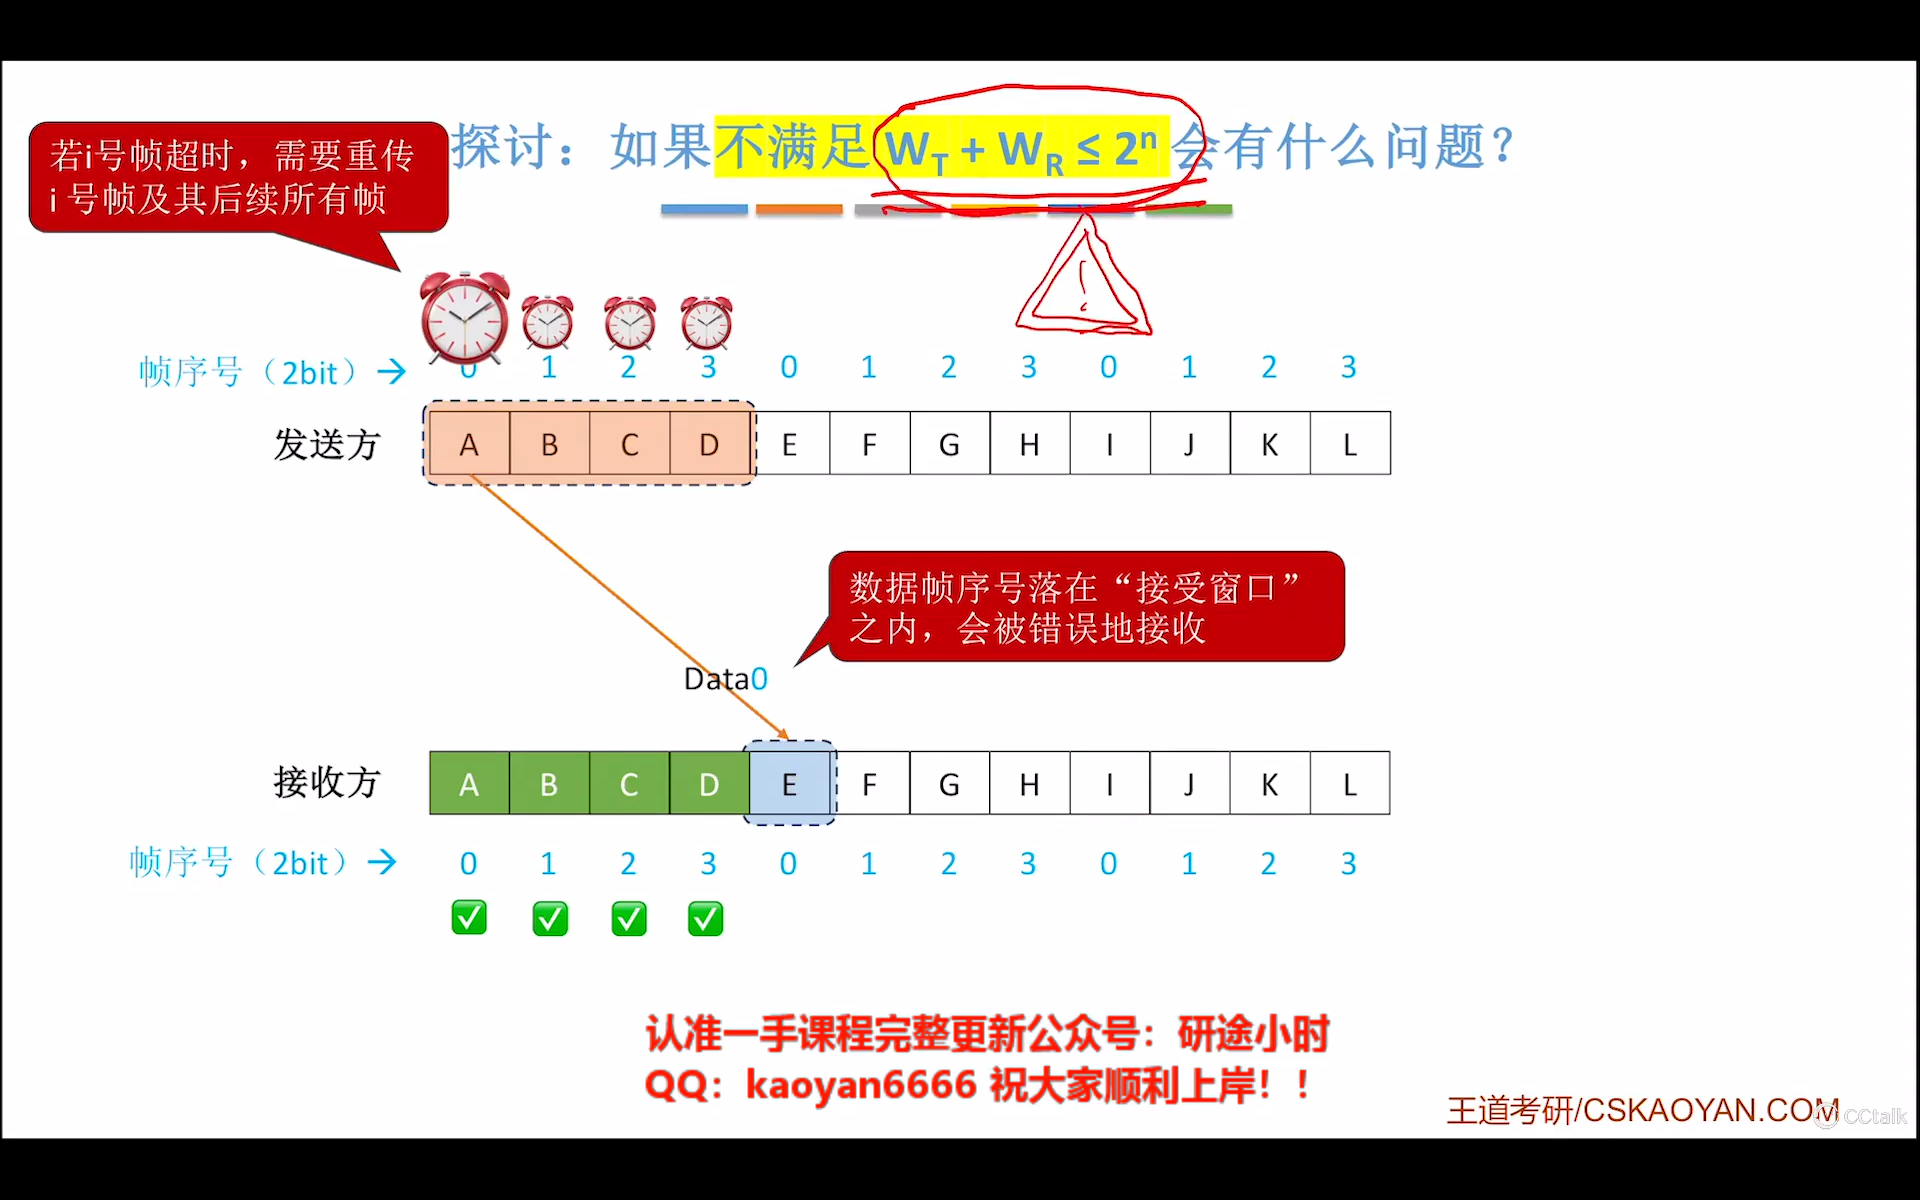 探讨：如果不满足 W_T + W_R ≤ 2ⁿ 会有什么问题？
若i号帧超时，需要重传
i 号帧及其后续所有帧
帧序号（2bit）→ 0 1 2 3 0 1 2 3 0 1 2 3
发送方 A B C D E F G H I J K L
数据帧序号落在“接受窗口”
之内，会被错误地接收
Data0
接收方 A B C D E F G H I J K L
帧序号（2bit）→ 0 1 2 3 0 1 2 3 0 1 2 3
认准一手课程完整更新公众号：研途小时
QQ：kaoyan6666 祝大家顺利上岸！！
王道考研/CSKAOYAN.COM
CCtalk